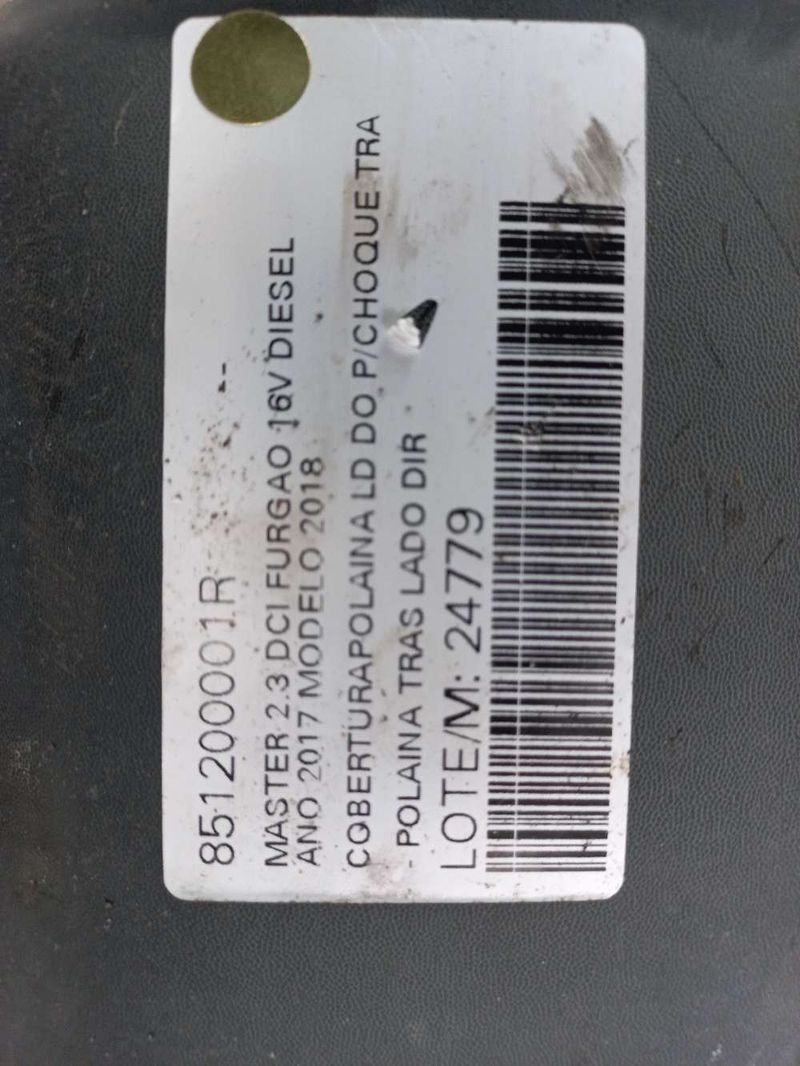 851200001R --
MASTER 2.3 DCI FURGAO 16V DIESEL
ANO 2017 MODELO 2018
COBERTURAPOLAINA LD DO P/CHOQUE TRA
- POLAINA TRAS LADO DIR
LOTE/M: 24779